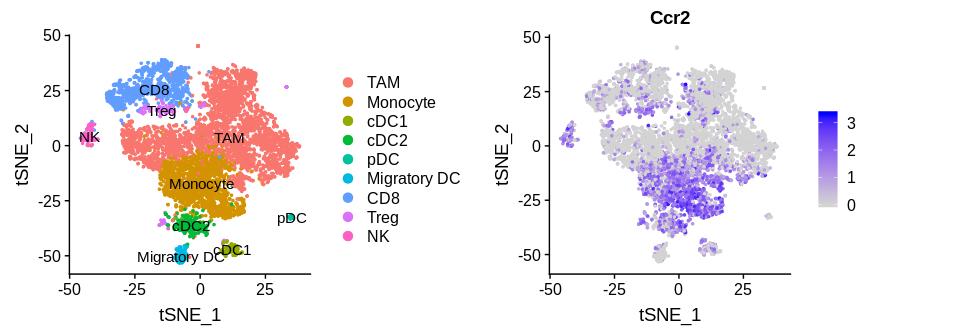 Ccr2
50
25
0
-25
-50
-50
-25
0
25
tSNE_1
tSNE_2
CD8
Treg
NK
TAM
Monocyte
cDC2
pDC
cDC1
Migratory DC
TAM
Monocyte
cDC1
cDC2
pDC
Migratory DC
CD8
Treg
NK
50
25
0
-25
-50
-50
-25
0
25
tSNE_1
tSNE_2
3
2
1
0